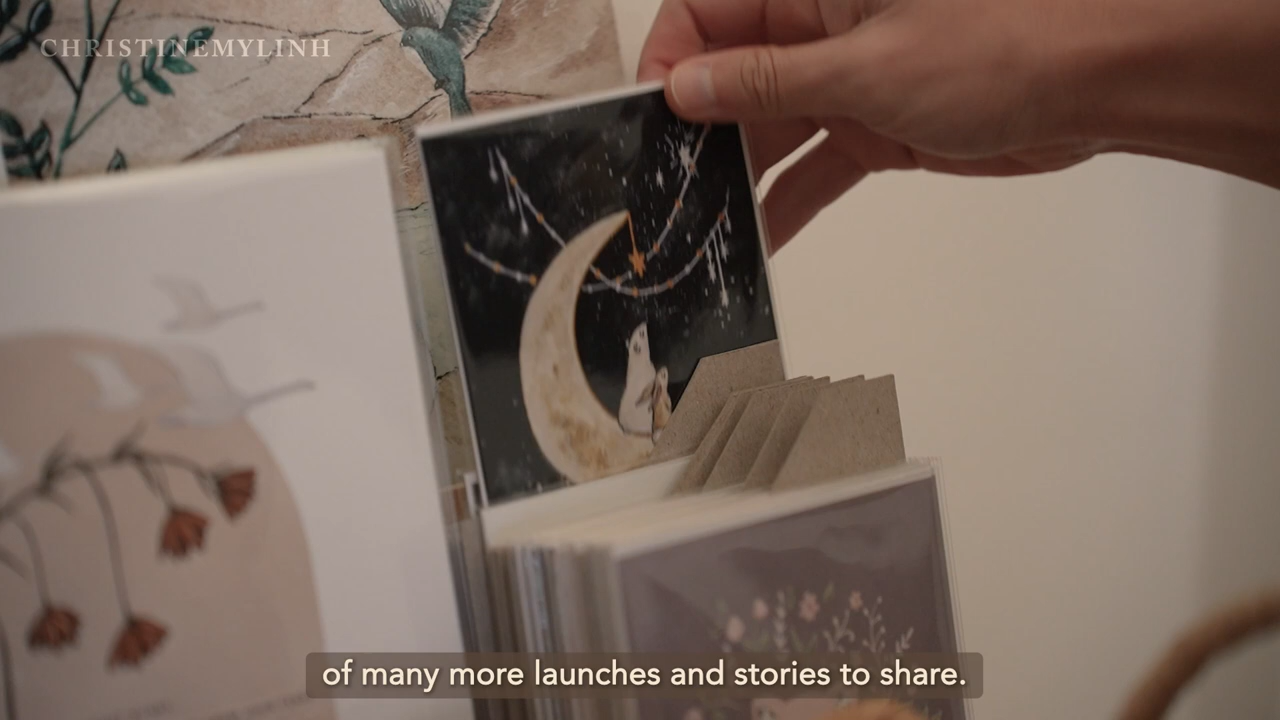 CHRISTINEMYLINH
of many more launches and stories to share.